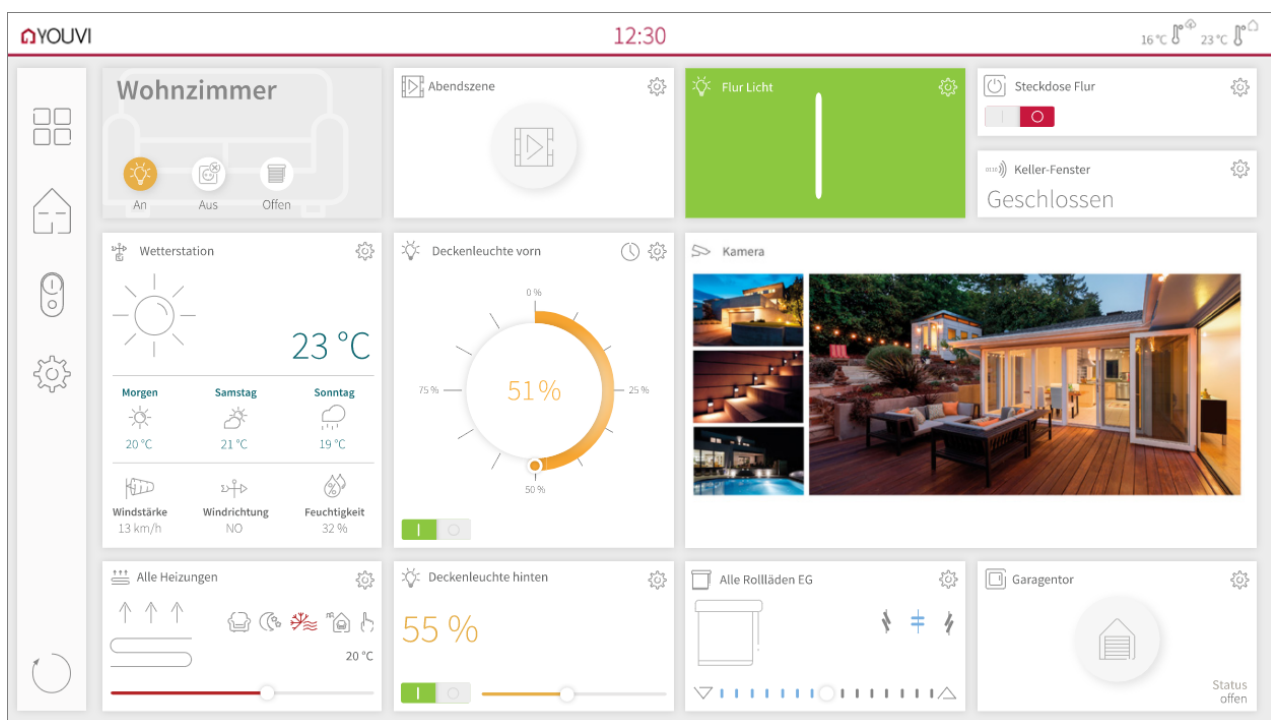 YOUVI
12:30
16 °C
23 °C
Wohnzimmer
An
Aus
Offen
Abendszene
Flur Licht
Steckdose Flur
Keller-Fenster
Geschlossen
Wetterstation
23 °C
Morgen
Samstag
Sonntag
20 °C
21 °C
19 °C
Windstärke
Windrichtung
Feuchtigkeit
13 km/h
NO
32 %
Deckenleuchte vorn
0 %
75 %
51 %
25 %
50 %
Kamera
Alle Heizungen
20 °C
Deckenleuchte hinten
55 %
Alle Rollläden EG
Garagentor
Status
offen